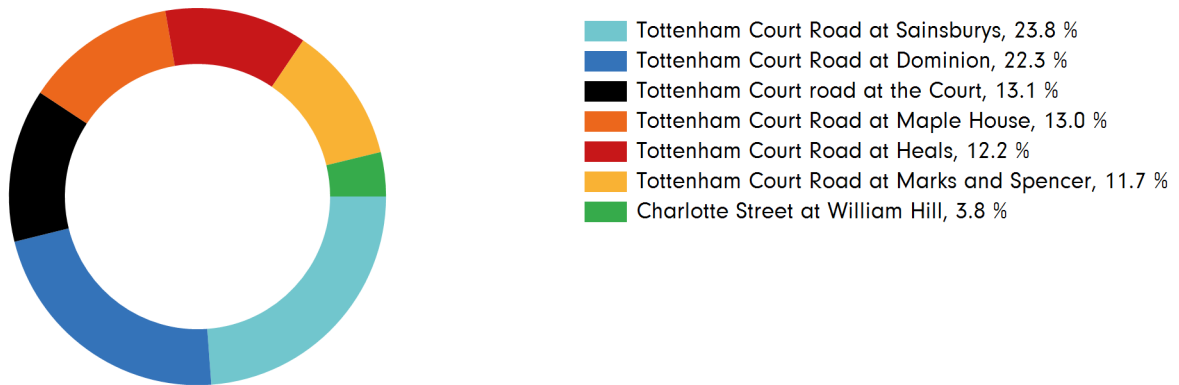 Tottenham Court Road at Sainsburys, 23.8 %
Tottenham Court Road at Dominion, 22.3 %
Tottenham Court road at the Court, 13.1 %
Tottenham Court Road at Maple House, 13.0 %
Tottenham Court Road at Heals, 12.2 %
Tottenham Court Road at Marks and Spencer, 11.7 %
Charlotte Street at William Hill, 3.8 %